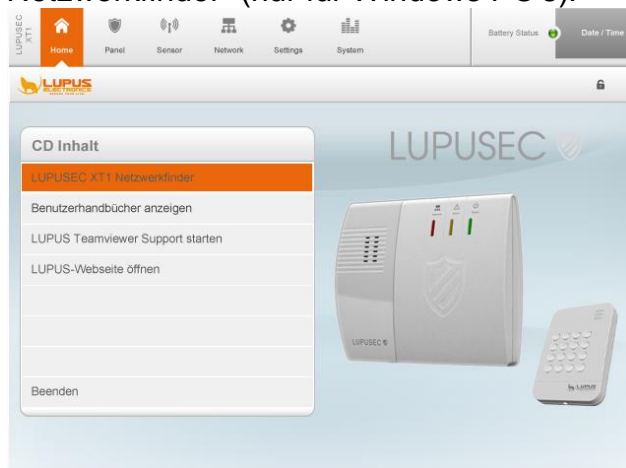 Netzwerkfinder“ (nur für Windows PC's).
LUPUSEC
XT1
Home
Panel
Sensor
Network
Settings
System
Battery Status
Date / Time
LUPUS
ELECTRONICS
LUPUSEC
CD Inhalt
LUPUSEC XT1 Netzwerkfinder
Benutzerhandbücher anzeigen
LUPUS Teamviewer Support starten
LUPUS-Webseite öffnen
Beenden
LUPUSEC
LUPUS